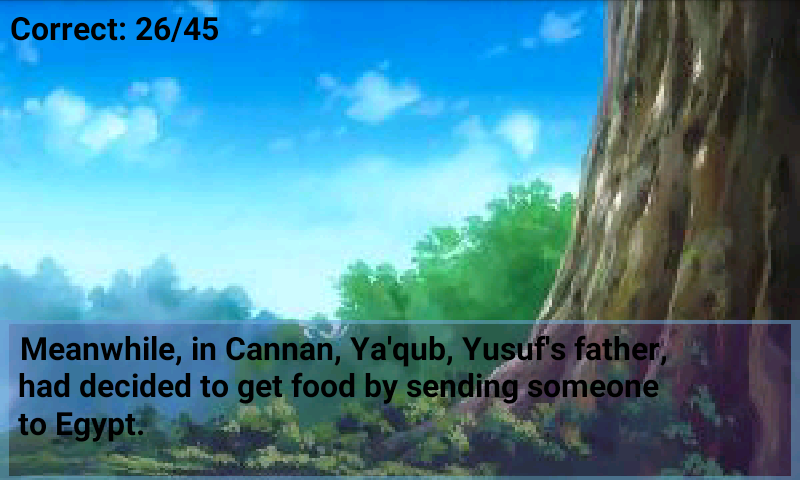 Correct: 26/45
Meanwhile, in Cannan, Ya'qub, Yusuf's father,
had decided to get food by sending someone
to Egypt.